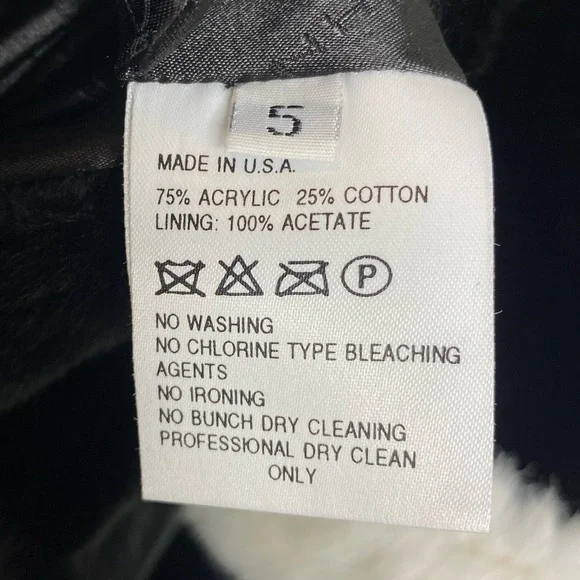 5
MADE IN U.S.A.
75% ACRYLIC 25% COTTON
LINING: 100% ACETATE
P
NO WASHING
NO CHLORINE TYPE BLEACHING
AGENTS
NO IRONING
NO BUNCH DRY CLEANING
PROFESSIONAL DRY CLEAN
ONLY